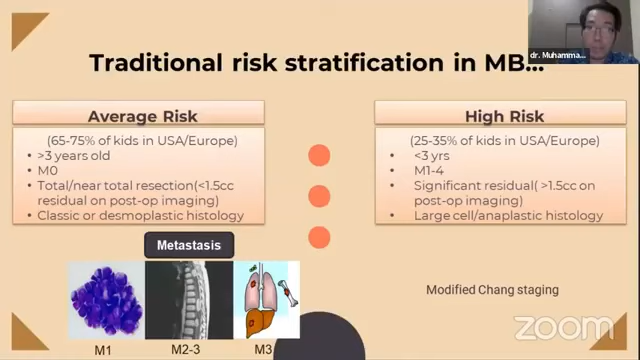 dr. Muhamma...
Traditional risk stratification in MB...
Average Risk
(65-75% of kids in USA/Europe)
• >3 years old
• M0
• Total/near total resection(<1.5cc
residual on post-op imaging)
• Classic or desmoplastic histology
High Risk
(25-35% of kids in USA/Europe)
• <3 yrs
• M1-4
• Significant residual( >1.5cc on
post-op imaging)
• Large cell/anaplastic histology
Metastasis
M1
M2-3
M3
Modified Chang staging
zoom